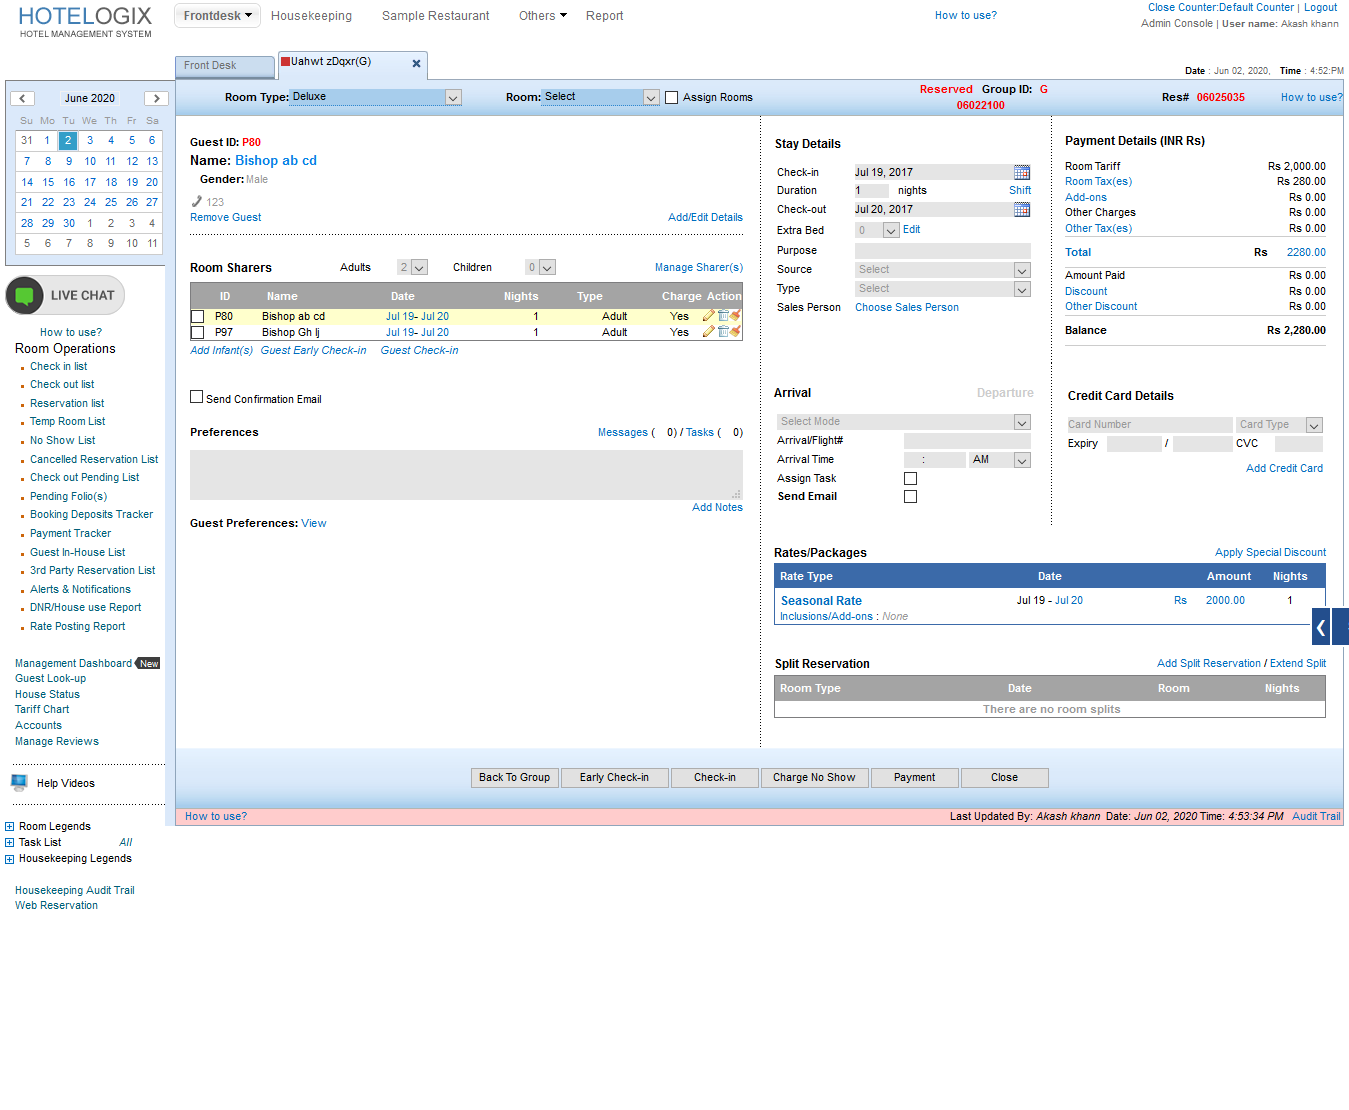 HOTELOGIX
HOTEL MANAGEMENT SYSTEM
Frontdesk Housekeeping Sample Restaurant Others Report
How to use?
Close Counter:Default Counter | Logout
Admin Console | User name: Akash khann
Front Desk
Uahwt zDqxr(G)
Date : Jun 02, 2020, Time : 4:52:PM
Room Type: Deluxe Room: Select Assign Rooms
Reserved Group ID: G
06022100
Res# 06025035 How to use?
June 2020
Su Mo Tu We Th Fr Sa
31 1 2 3 4 5 6
7 8 9 10 11 12 13
14 15 16 17 18 19 20
21 22 23 24 25 26 27
28 29 30 1 2 3 4
5 6 7 8 9 10 11
LIVE CHAT
How to use?
Room Operations
Check in list
Check out list
Reservation list
Temp Room List
No Show List
Cancelled Reservation List
Check out Pending List
Pending Folio(s)
Booking Deposits Tracker
Payment Tracker
Guest In-House List
3rd Party Reservation List
Alerts & Notifications
DNR/House use Report
Rate Posting Report
Management Dashboard New
Guest Look-up
House Status
Tariff Chart
Accounts
Manage Reviews
Help Videos
Room Legends
Task List All
Housekeeping Legends
Housekeeping Audit Trail
Web Reservation
Guest ID: P80
Name: Bishop ab cd
Gender: Male
123
Remove Guest Add/Edit Details
Room Sharers Adults 2 Children 0 Manage Sharer(s)
ID Name Date Nights Type Charge Action
P80 Bishop ab cd Jul 19- Jul 20 1 Adult Yes
P97 Bishop Gh lj Jul 19- Jul 20 1 Adult Yes
Add Infant(s) Guest Early Check-in Guest Check-in
Send Confirmation Email
Preferences Messages ( 0) / Tasks ( 0)
Add Notes
Guest Preferences: View
Stay Details
Check-in Jul 19, 2017
Duration 1 nights Shift
Check-out Jul 20, 2017
Extra Bed 0 Edit
Purpose
Source Select
Type Select
Sales Person Choose Sales Person
Payment Details (INR Rs)
Room Tariff Rs 2,000.00
Room Tax(es) Rs 280.00
Add-ons Rs 0.00
Other Charges Rs 0.00
Other Tax(es) Rs 0.00
Total Rs 2280.00
Amount Paid Rs 0.00
Discount Rs 0.00
Other Discount Rs 0.00
Balance Rs 2,280.00
Arrival Departure
Select Mode
Arrival/Flight#
Arrival Time : AM
Assign Task
Send Email
Credit Card Details
Card Number Card Type
Expiry / CVC
Add Credit Card
Rates/Packages Apply Special Discount
Rate Type Date Amount Nights
Seasonal Rate Jul 19 - Jul 20 Rs 2000.00 1
Inclusions/Add-ons : None
Split Reservation Add Split Reservation / Extend Split
Room Type Date Room Nights
There are no room splits
Back To Group Early Check-in Check-in Charge No Show Payment Close
How to use? Last Updated By: Akash khann Date: Jun 02, 2020 Time: 4:53:34 PM Audit Trail